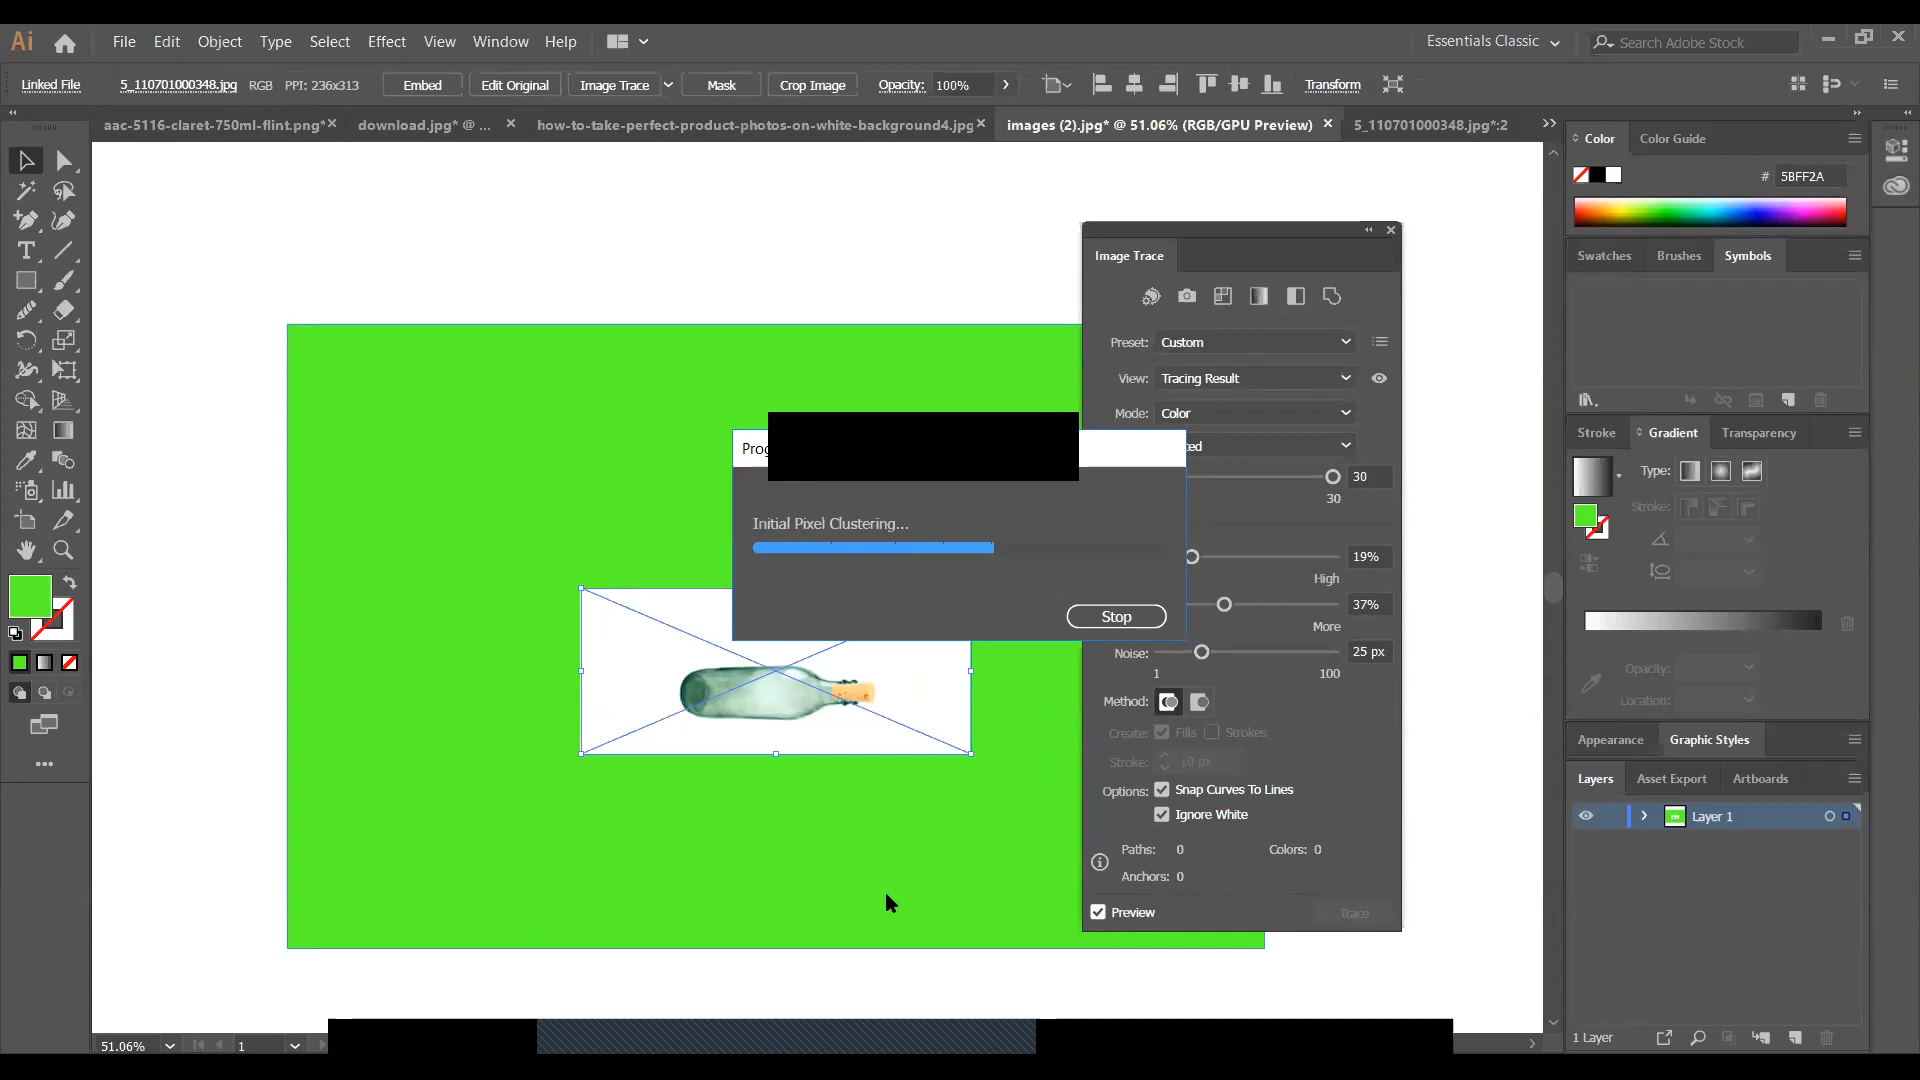 Ai File Edit Object Type Select Effect View Window Help Essentials Classic Search Adobe Stock
Linked File 5_110701000348.jpg RGB PPI: 236x313 Embed Edit Original Image Trace Mask Crop Image Opacity: 100% Transform
aac-5116-claret-750ml-flint.png* download.jpg* @ ... how-to-take-perfect-product-photos-on-white-background4.jpg images (2).jpg* @ 51.06% (RGB/GPU Preview) 5_110701000348.jpg*:2
Color Color Guide
# 5BFF2A
Swatches Brushes Symbols
Stroke Gradient Transparency
Type:
Stroke:
Opacity:
Location:
Appearance Graphic Styles
Layers Asset Export Artboards
Layer 1
1 Layer
Image Trace
Preset: Custom
View: Tracing Result
Mode: Color
30
30
19%
High
37%
More
Noise: 25 px
1 100
Method:
Create: Fills Strokes
Stroke: 10 px
Options: Snap Curves To Lines
Ignore White
Paths: 0 Colors: 0
Anchors: 0
Preview Trace
Initial Pixel Clustering...
Stop
51.06% 1